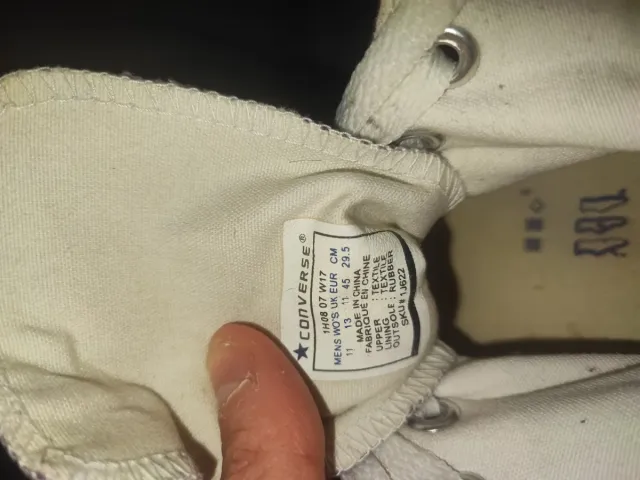 ★CONVERSE®
1H08 07 W17
MENS WO'S UK EUR CM
11 13 11 45 29.5
MADE IN CHINA
FABRIQUÉ EN CHINE
UPPER : TEXTILE
LINING : TEXTILE
OUTSOLE : RUBBER
SKU# 1J622